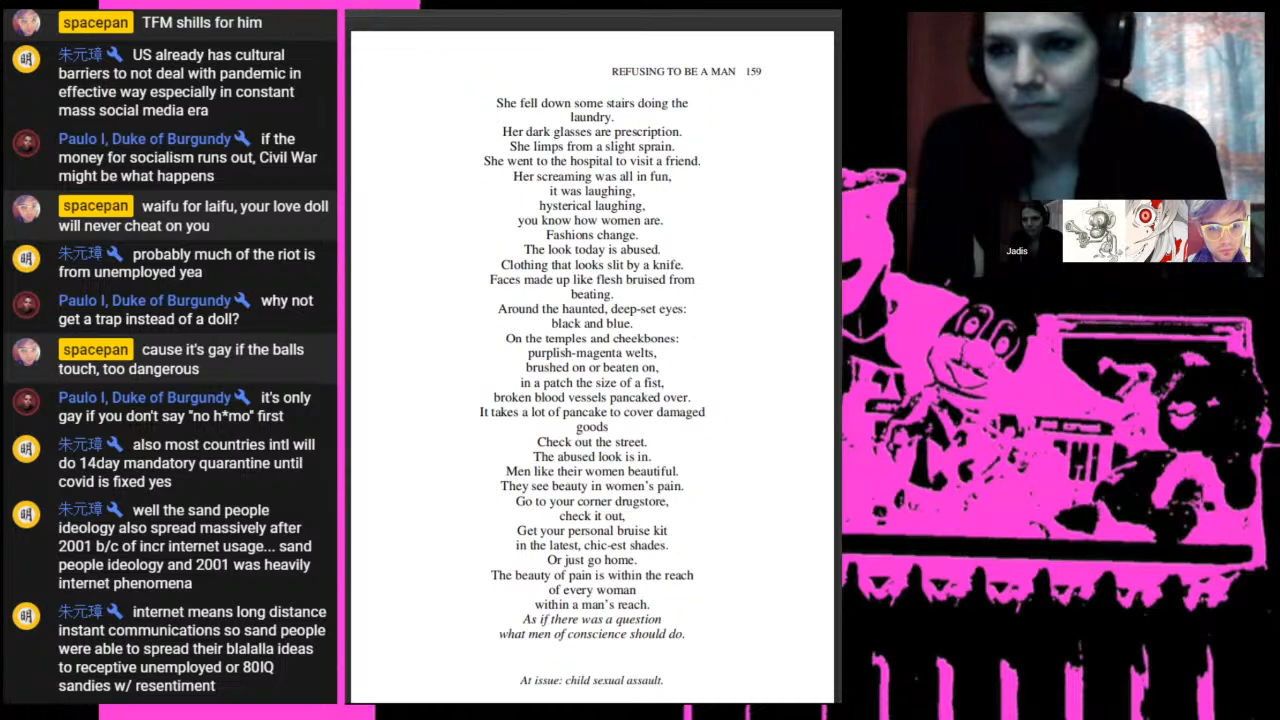 spacepan TFM shills for him
朱元璋 US already has cultural
barriers to not deal with pandemic in
effective way especially in constant
mass social media era
Paulo I, Duke of Burgundy if the
money for socialism runs out, Civil War
might be what happens
spacepan waifu for laifu, your love doll
will never cheat on you
朱元璋 probably much of the riot is
from unemployed yea
Paulo I, Duke of Burgundy why not
get a trap instead of a doll?
spacepan cause it's gay if the balls
touch, too dangerous
Paulo I, Duke of Burgundy it's only
gay if you don't say "no h*mo" first
朱元璋 also most countries intl will
do 14day mandatory quarantine until
covid is fixed yes
朱元璋 well the sand people
ideology also spread massively after
2001 b/c of incr internet usage... sand
people ideology and 2001 was heavily
internet phenomena
朱元璋 internet means long distance
instant communications so sand people
were able to spread their blalalla ideas
to receptive unemployed or 80IQ
sandies w/ resentiment
REFUSING TO BE A MAN 159
She fell down some stairs doing the
laundry.
Her dark glasses are prescription.
She limps from a slight sprain.
She went to the hospital to visit a friend.
Her screaming was all in fun,
it was laughing,
hysterical laughing,
you know how women are.
Fashions change.
The look today is abused.
Clothing that looks slit by a knife.
Faces made up like flesh bruised from
beating.
Around the haunted, deep-set eyes:
black and blue.
On the temples and cheekbones:
purplish-magenta welts,
brushed on or beaten on,
in a patch the size of a fist,
broken blood vessels pancaked over.
It takes a lot of pancake to cover damaged
goods
Check out the street.
The abused look is in.
Men like their women beautiful.
They see beauty in women's pain.
Go to your corner drugstore,
check it out,
Get your personal bruise kit
in the latest, chic-est shades.
Or just go home.
The beauty of pain is within the reach
of every woman
within a man's reach.
As if there was a question
what men of conscience should do.
At issue: child sexual assault.
Jadis